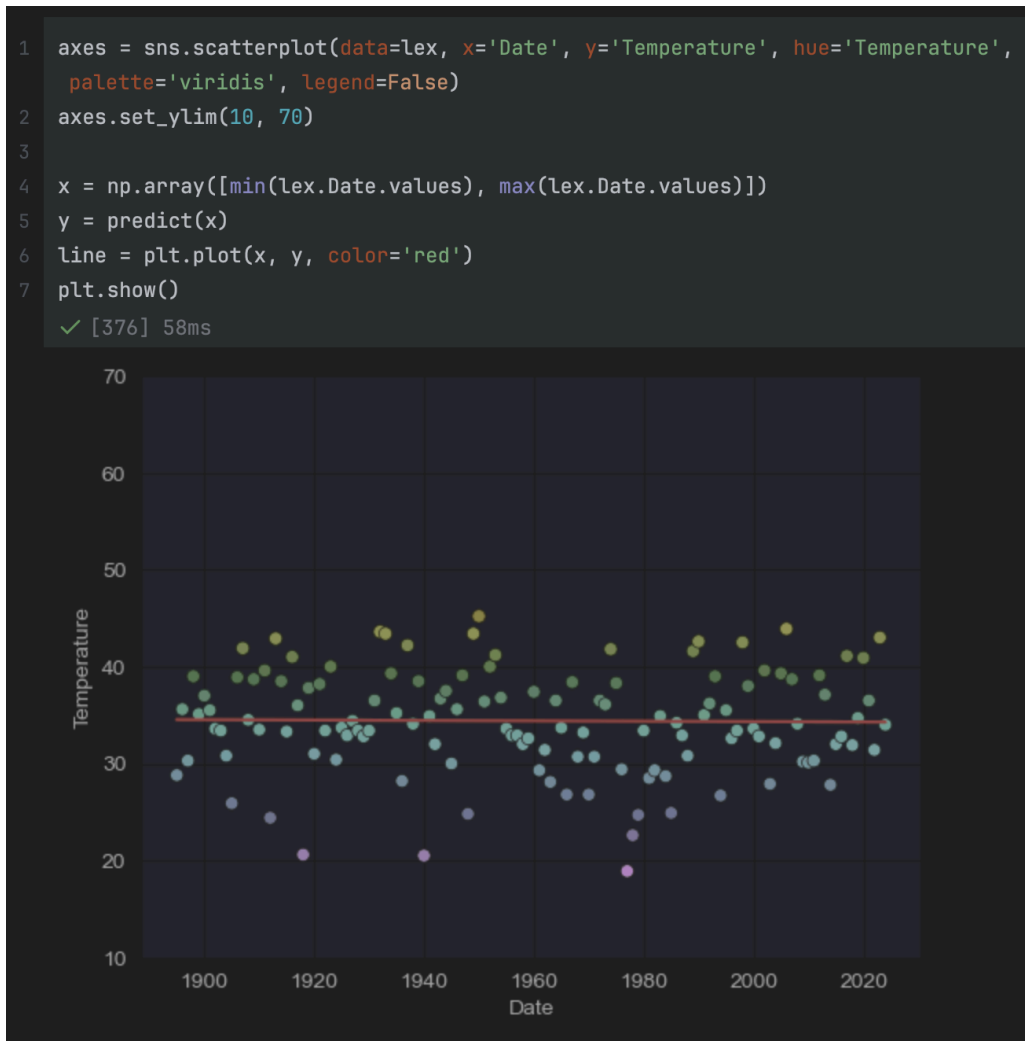 1 axes = sns.scatterplot(data=lex, x='Date', y='Temperature', hue='Temperature',
palette='viridis', legend=False)
2 axes.set_ylim(10, 70)
3
4 x = np.array([min(lex.Date.values), max(lex.Date.values)])
5 y = predict(x)
6 line = plt.plot(x, y, color='red')
7 plt.show()
✓ [376] 58ms
70
60
50
40
30
20
10
Temperature
1900 1920 1940 1960 1980 2000 2020
Date